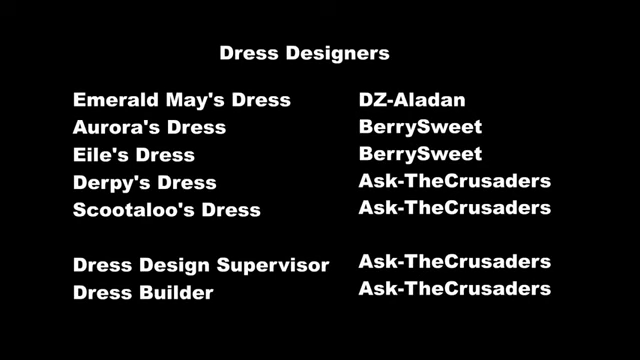 Dress Designers
Emerald May's Dress DZ-Aladan
Aurora's Dress BerrySweet
Eile's Dress BerrySweet
Derpy's Dress Ask-TheCrusaders
Scootaloo's Dress Ask-TheCrusaders
Dress Design Supervisor Ask-TheCrusaders
Dress Builder Ask-TheCrusaders